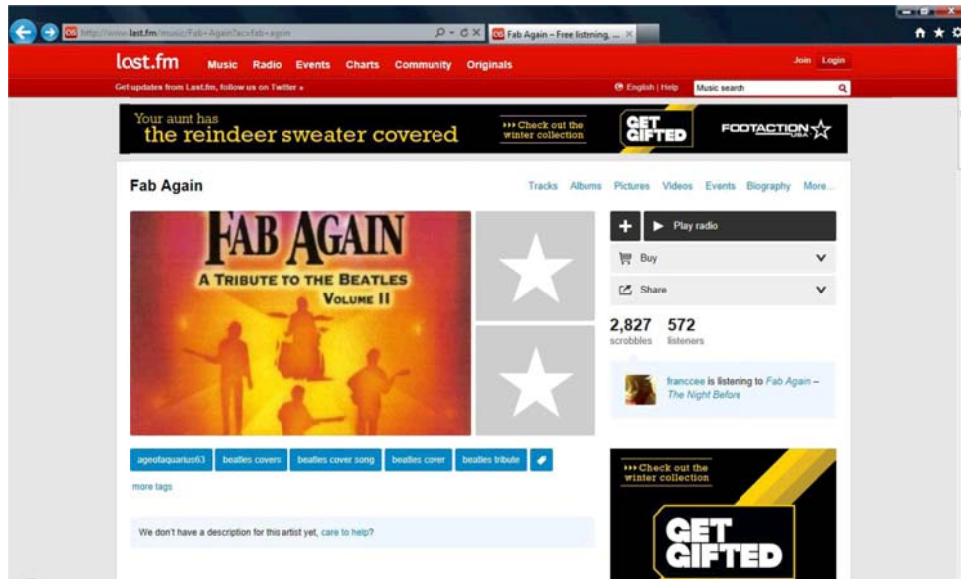 http://www.last.fm/music/Fab+Again?ac=fab+again
Fab Again – Free listening, ...
last.fm
Music Radio Events Charts Community Originals
Join Login
Get updates from Last.fm, follow us on Twitter »
English | Help
Music search
Your aunt has
the reindeer sweater covered
Check out the
winter collection
GET
GIFTED
FOOTACTION
USA
Fab Again
Tracks Albums Pictures Videos Events Biography More...
FAB AGAIN
A TRIBUTE TO THE BEATLES
VOLUME II
Play radio
Buy
Share
2,827 572
scrobbles listeners
franccee is listening to Fab Again –
The Night Before
ageofaquarius63 beatles covers beatles cover song beatles cover beatles tribute
more tags
We don't have a description for this artist yet, care to help?
Check out the
winter collection
GET
GIFTED